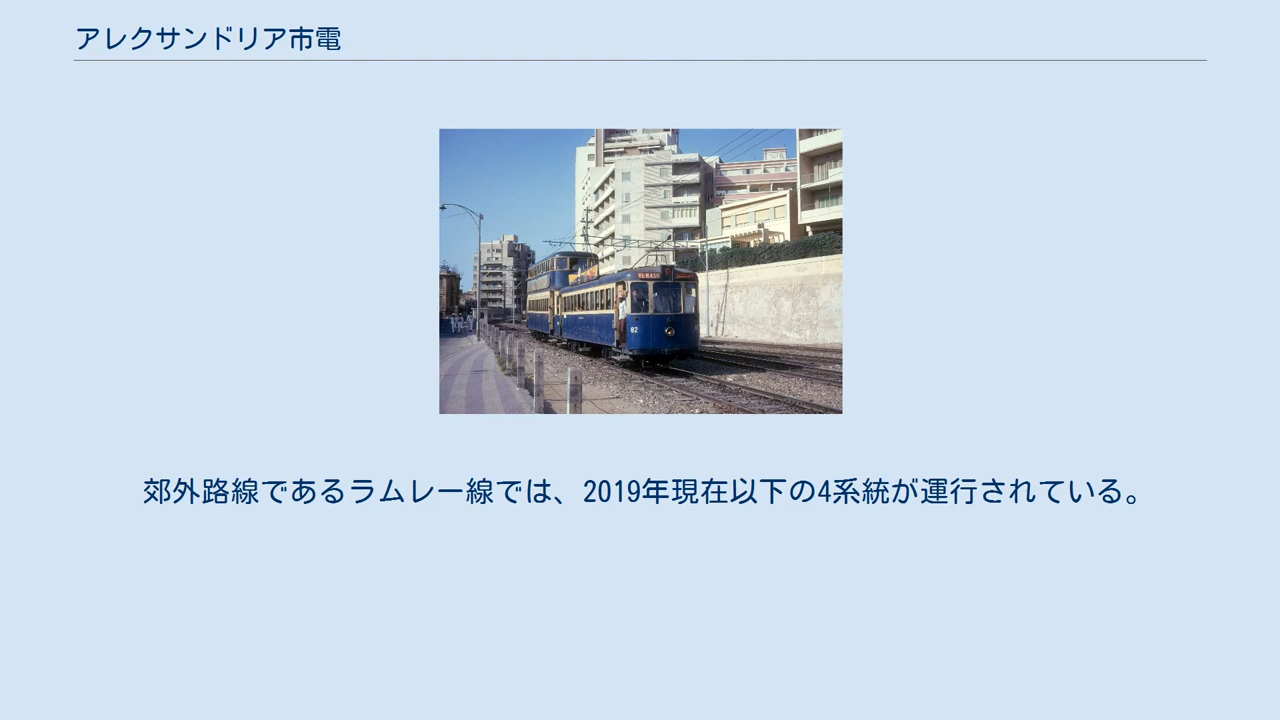 アレクサンドリア市電
62
郊外路線であるラムレー線では、2019年現在以下の4系統が運行されている。